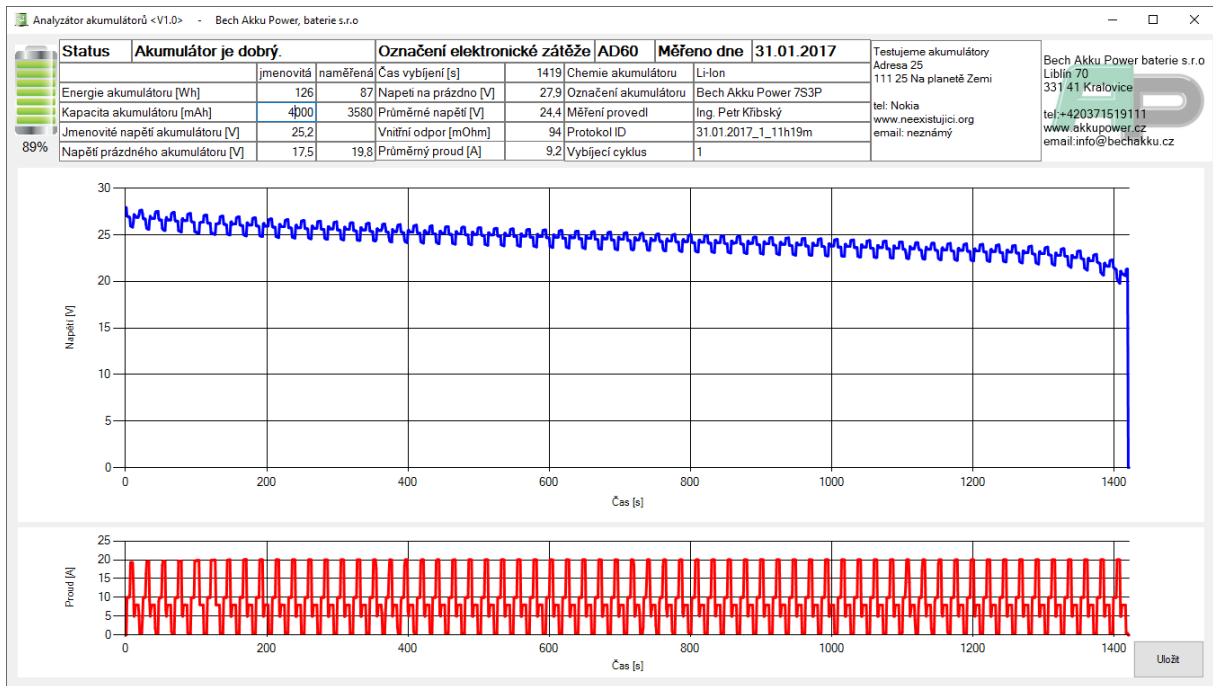 Analyzátor akumulátorů <V1.0> - Bech Akku Power, baterie s.r.o
Status Akumulátor je dobrý. Označení elektronické zátěže AD60 Měřeno dne 31.01.2017
jmenovitá naměřená Čas vybíjení [s] 1419 Chemie akumulátoru Li-Ion
Energie akumulátoru [Wh] 126 87 Napeti na prázdno [V] 27,9 Označení akumulátoru Bech Akku Power 7S3P
Kapacita akumulátoru [mAh] 4000 3580 Průměrné napětí [V] 24,4 Měření provedl Ing. Petr Křibský
Jmenovité napětí akumulátoru [V] 25,2 Vnitřní odpor [mOhm] 94 Protokol ID 31.01.2017_1_11h19m
Napětí prázdného akumulátoru [V] 17,5 19,8 Průměrný proud [A] 9,2 Vybíjecí cyklus 1
89%
Testujeme akumulátory
Adresa 25
111 25 Na planetě Zemi
tel: Nokia
www.neexistujici.org
email: neznámý
Bech Akku Power baterie s.r.o
Liblín 70
331 41 Kralovice
tel:+420371519111
www.akkupower.cz
email:info@bechakku.cz
AP
Napětí [V]
30
25
20
15
10
5
0
0 200 400 600 800 1000 1200 1400
Čas [s]
Proud [A]
25
20
15
10
5
0
0 200 400 600 800 1000 1200 1400
Čas [s]
Uložit